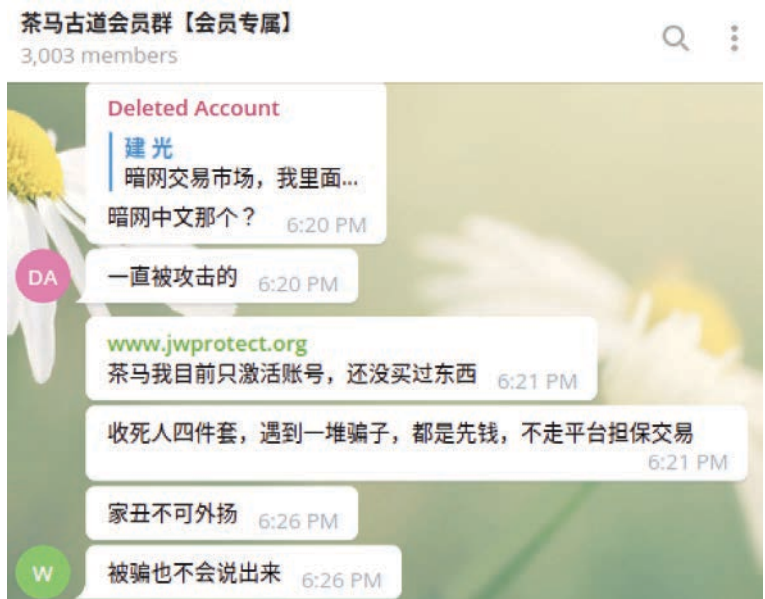 茶马古道会员群【会员专属】
3,003 members
Deleted Account
建 光
暗网交易市场，我里面...
暗网中文那个？ 6:20 PM
DA
一直被攻击的 6:20 PM
www.jwprotect.org
茶马我目前只激活账号，还没买过东西 6:21 PM
收死人四件套，遇到一堆骗子，都是先钱，不走平台担保交易
6:21 PM
家丑不可外扬 6:26 PM
W
被骗也不会说出来 6:26 PM